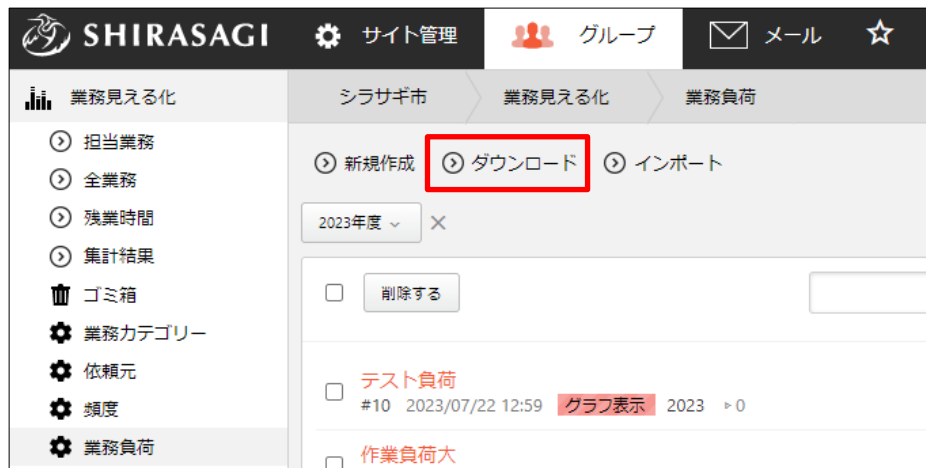 SHIRASAGI サイト管理 グループ メール
業務見える化
シラサギ市 業務見える化 業務負荷
担当業務
全業務
残業時間
集計結果
ゴミ箱
業務カテゴリー
依頼元
頻度
業務負荷
新規作成 ダウンロード インポート
2023年度
削除する
テスト負荷
#10 2023/07/22 12:59 グラフ表示 2023 0
作業負荷大